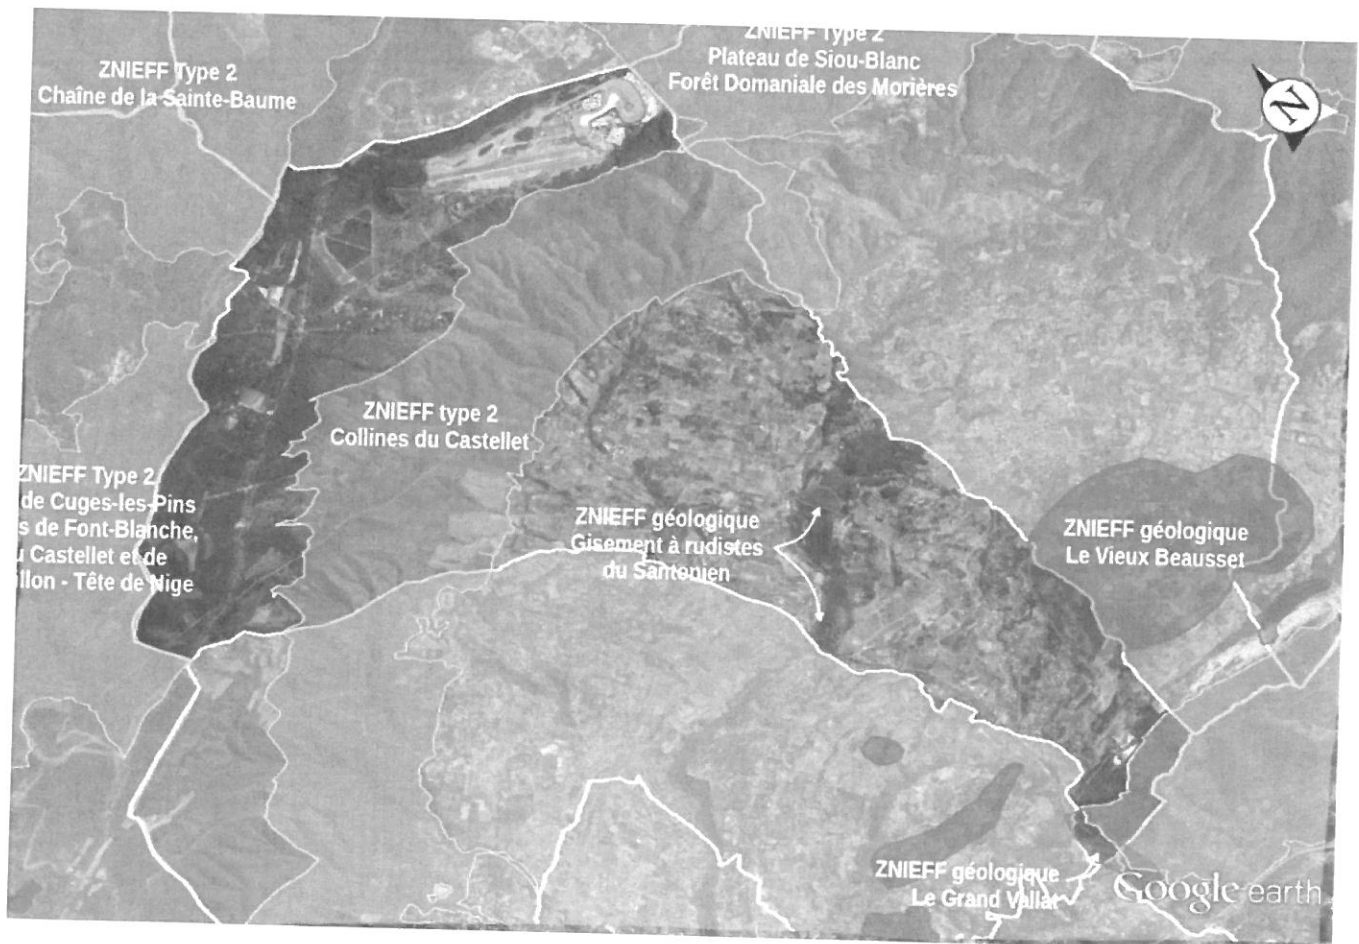 ZNIEFF Type 2
Plateau de Siou-Blanc
Forêt Domaniale des Morières
ZNIEFF Type 2
Chaîne de la Sainte-Baume
N
ZNIEFF type 2
Collines du Castellet
ZNIEFF Type 2
de Cuges-les-Pins
s de Font-Blanche,
u Castellet et de
illon - Tête de Nige
ZNIEFF géologique
Gisement à rudistes
du Santonien
ZNIEFF géologique
Le Vieux Beausset
ZNIEFF géologique
Le Grand Vallat
Google earth